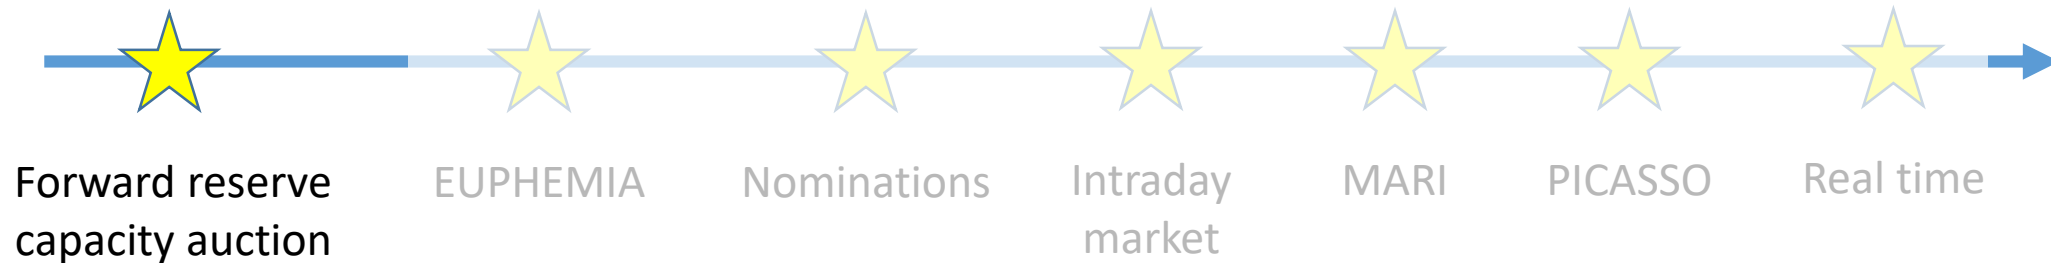 Forward reserve
capacity auction
EUPHEMIA
Nominations
Intraday
market
MARI
PICASSO
Real time